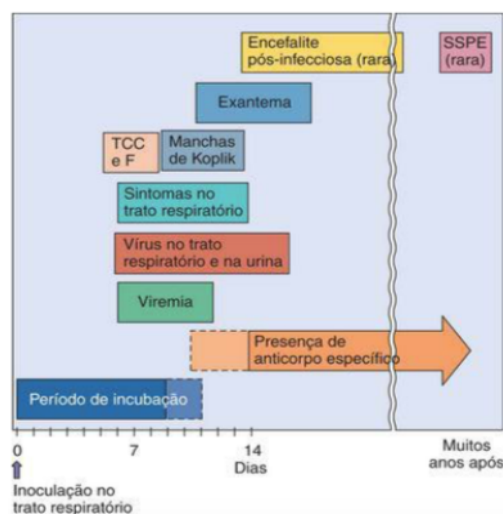 Encefalite
pós-infecciosa (rara)
SSPE
(rara)
Exantema
TCC
e F
Manchas
de Koplik
Sintomas no
trato respiratório
Vírus no trato
respiratório e na urina
Viremia
Presença de
anticorpo específico
Período de incubação
0
7
14
Dias
Muitos
anos após
Inoculação no
trato respiratório